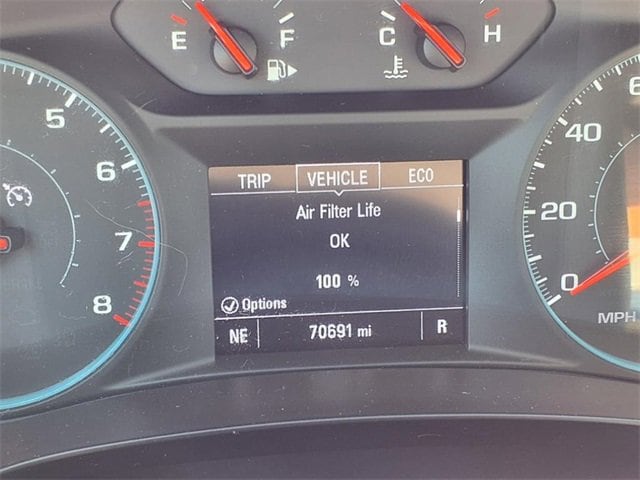 E F
C H
5
6
7
8
TRIP VEHICLE ECO
Air Filter Life
OK
100 %
Options
NE 70691 mi R
40
20
0
MPH